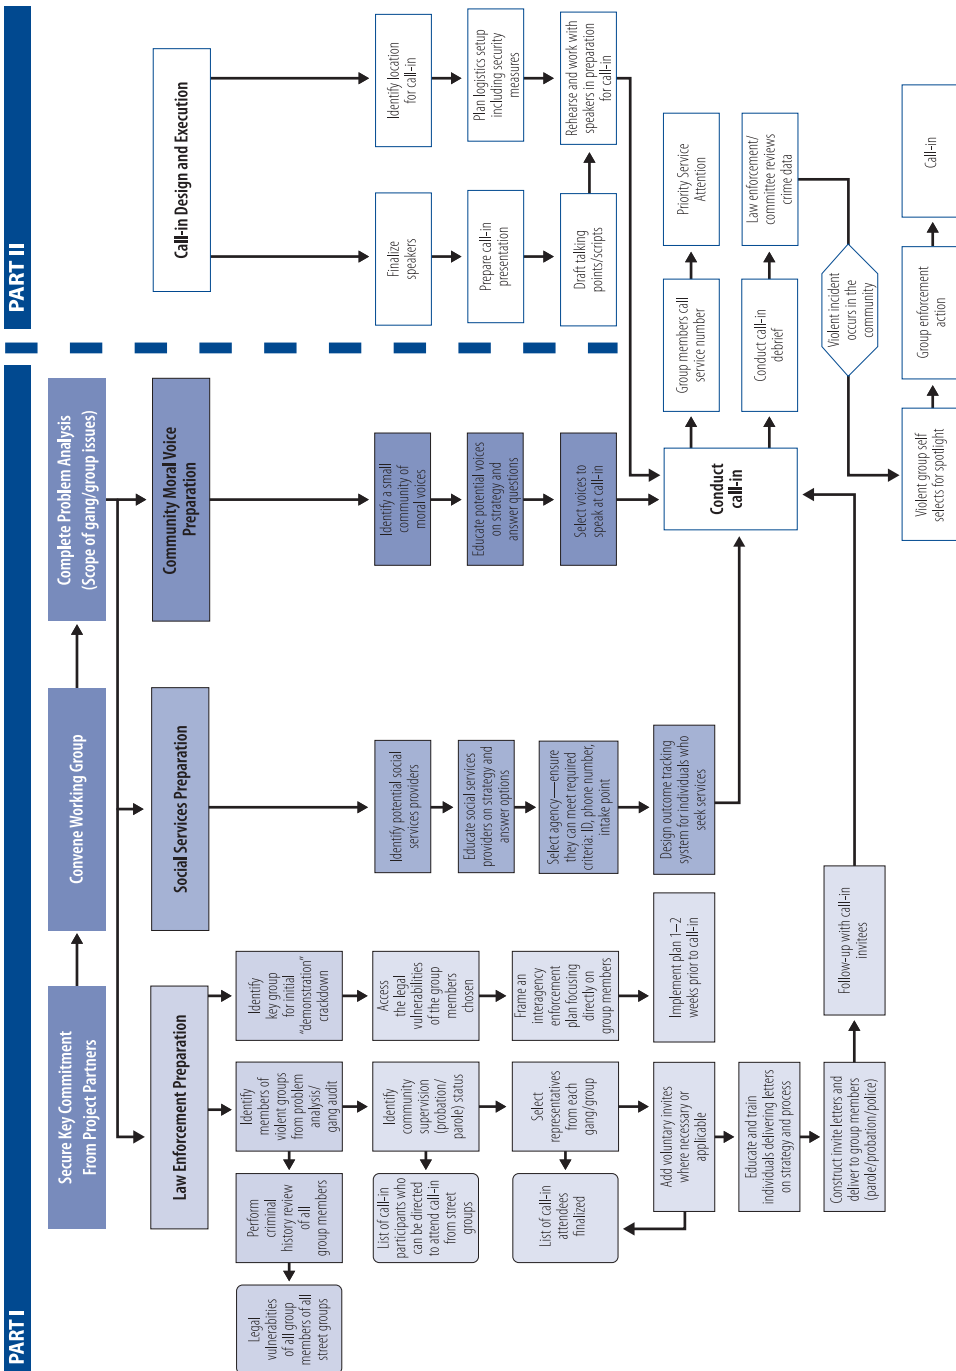 PART I
PART II
Secure Key Commitment
From Project Partners
Convene Working Group
Complete Problem Analysis
(Scope of gang/group issues)
Law Enforcement Preparation
Social Services Preparation
Community Moral Voice
Preparation
Call-in Design and Execution
Legal
vulnerabilities
of all group
members of all
street groups
Perform
criminal
history review
of all
group members
Identify
members of
violent groups
from problem
analysis/
gang audit
Identify
key group
for initial
“demonstration”
crackdown
List of call-in
participants who
can be directed
to attend call-in
from street
groups
Identify
community
supervision
(probation/
parole) status
Access
the legal
vulnerabilities
of the group
members
chosen
List of call-in
attendees
finalized
Select
representatives
from each
gang/group
Frame an
interagency
enforcement
plan focusing
directly on
group members
Add voluntary invites
where necessary or
applicable
Implement plan 1–2
weeks prior to call-in
Educate and train
individuals delivering letters
on strategy and process
Construct invite letters and
deliver to group members
(parole/probation/police)
Follow-up with call-in
invitees
Identify potential social
services providers
Educate social services
providers on strategy and
answer options
Select agency—ensure
they can meet required
criteria: ID, phone number,
intake point
Design outcome tracking
system for individuals who
seek services
Identify a small
community of
moral voices
Educate potential voices
on strategy and
answer questions
Select voices to
speak at call-in
Finalize
speakers
Prepare call-in
presentation
Draft talking
points/scripts
Identify location
for call-in
Plan logistics setup
including security
measures
Rehearse and work with
speakers in preparation
for call-in
Conduct
call-in
Group members call
service number
Priority Service
Attention
Conduct call-in
debrief
Law enforcement/
committee reviews
crime data
Violent incident
occurs in the
community
Violent group self
selects for spotlight
Group enforcement
action
Call-in